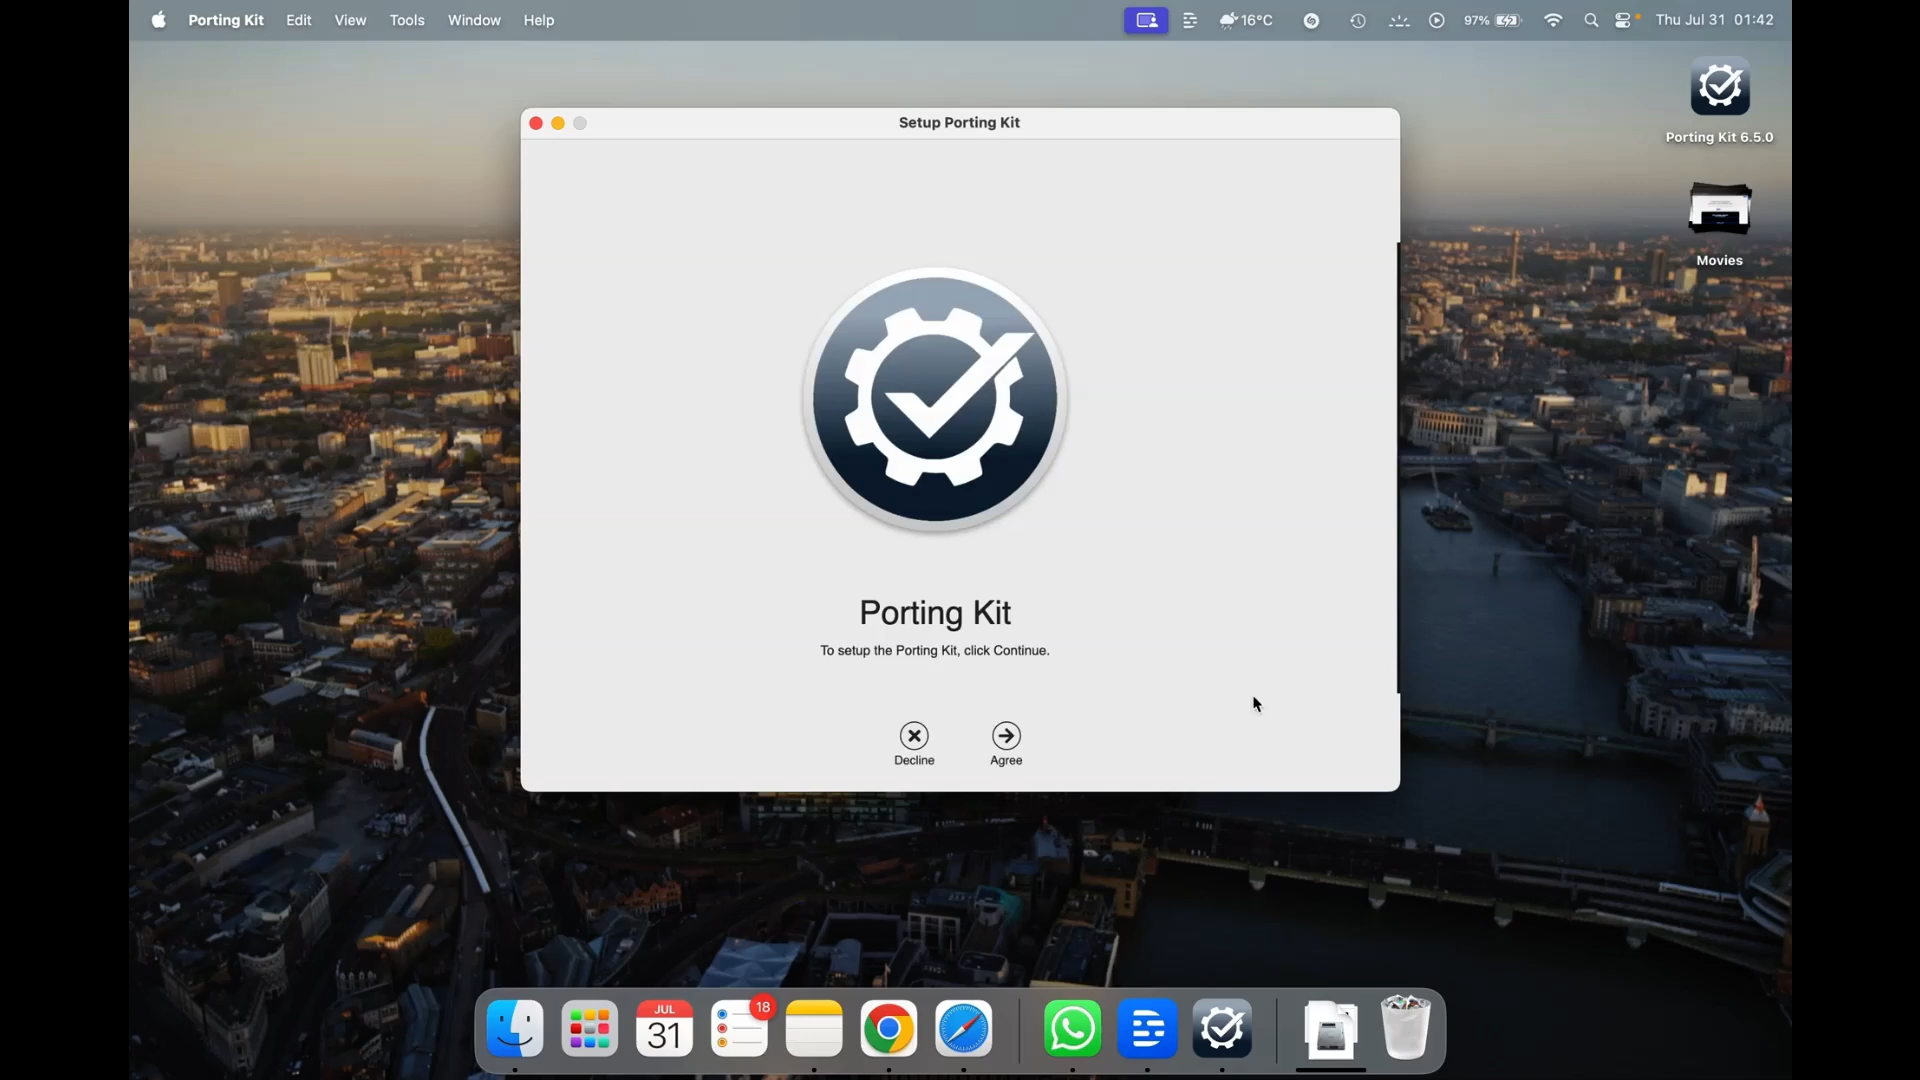 Porting Kit Edit View Tools Window Help 16°C 97% Thu Jul 31 01:42
Setup Porting Kit
Porting Kit 6.5.0
Movies
Porting Kit
To setup the Porting Kit, click Continue.
Decline Agree
JUL
31
18